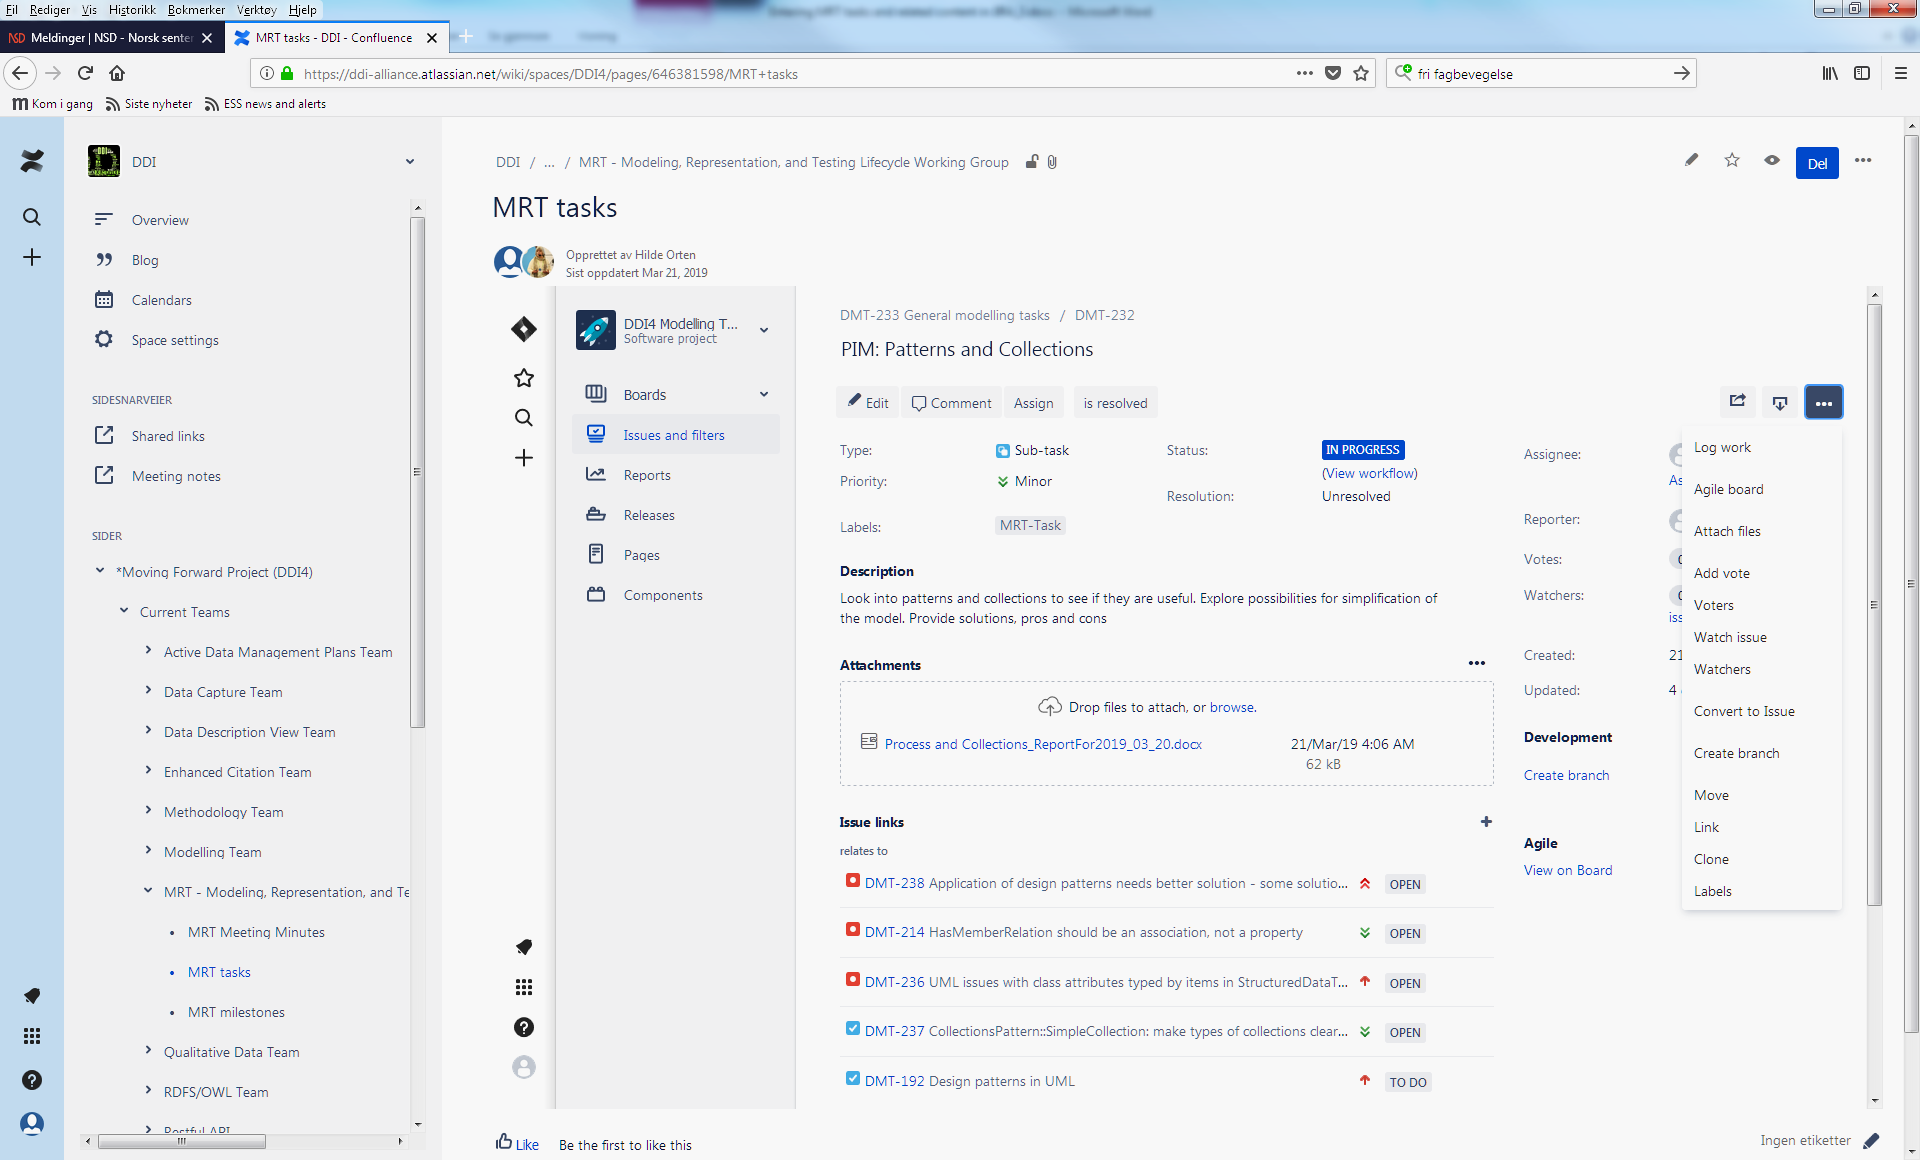 Fil Rediger Vis Historikk Bokmerker Verktøy Hjelp
NSD Meldinger | NSD - Norsk senter
MRT tasks - DDI - Confluence
https://ddi-alliance.atlassian.net/wiki/spaces/DDI4/pages/646381598/MRT+tasks
fri fagbevegelse
Kom i gang Siste nyheter ESS news and alerts
DDI
Overview
Blog
Calendars
Space settings
SIDESNARVEIER
Shared links
Meeting notes
SIDER
*Moving Forward Project (DDI4)
Current Teams
Active Data Management Plans Team
Data Capture Team
Data Description View Team
Enhanced Citation Team
Methodology Team
Modelling Team
MRT - Modeling, Representation, and Te
MRT Meeting Minutes
MRT tasks
MRT milestones
Qualitative Data Team
RDFS/OWL Team
Restful API
DDI / ... / MRT - Modeling, Representation, and Testing Lifecycle Working Group
Del
MRT tasks
Opprettet av Hilde Orten
Sist oppdatert Mar 21, 2019
DDI4 Modelling T...
Software project
Boards
Issues and filters
Reports
Releases
Pages
Components
DMT-233 General modelling tasks / DMT-232
PIM: Patterns and Collections
Edit Comment Assign is resolved
Type: Sub-task
Priority: Minor
Labels: MRT-Task
Status: IN PROGRESS
(View workflow)
Resolution: Unresolved
Description
Look into patterns and collections to see if they are useful. Explore possibilities for simplification of
the model. Provide solutions, pros and cons
Attachments
Drop files to attach, or browse.
Process and Collections_ReportFor2019_03_20.docx 21/Mar/19 4:06 AM
62 kB
Issue links
relates to
DMT-238 Application of design patterns needs better solution - some solutio... OPEN
DMT-214 HasMemberRelation should be an association, not a property OPEN
DMT-236 UML issues with class attributes typed by items in StructuredDataT... OPEN
DMT-237 CollectionsPattern::SimpleCollection: make types of collections clear... OPEN
DMT-192 Design patterns in UML TO DO
Assignee:
As
Reporter:
Votes:
Watchers:
iss
Created: 21
Updated: 4
Development
Create branch
Agile
View on Board
Log work
Agile board
Attach files
Add vote
Voters
Watch issue
Watchers
Convert to Issue
Create branch
Move
Link
Clone
Labels
Like Be the first to like this
Ingen etiketter